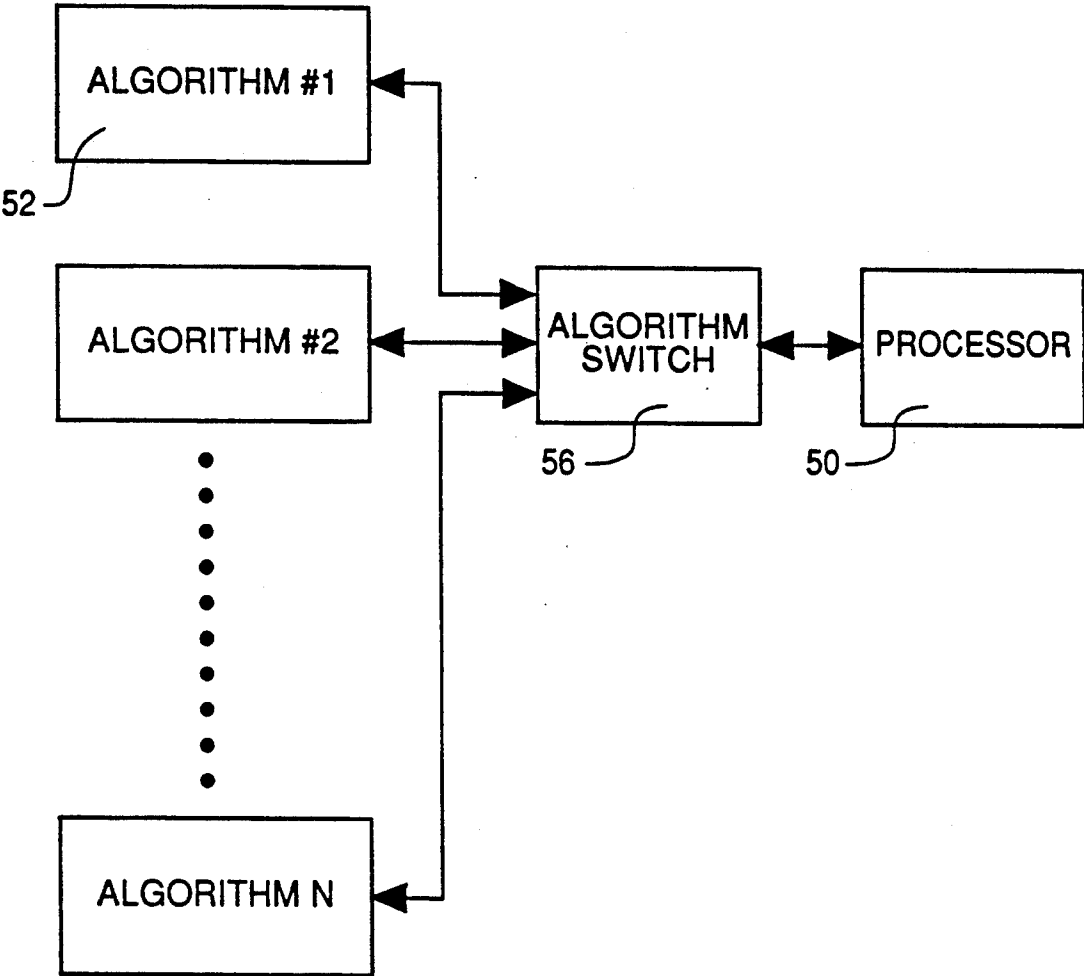 ALGORITHM #1
52
ALGORITHM #2
ALGORITHM
SWITCH
PROCESSOR
56
50
ALGORITHM N